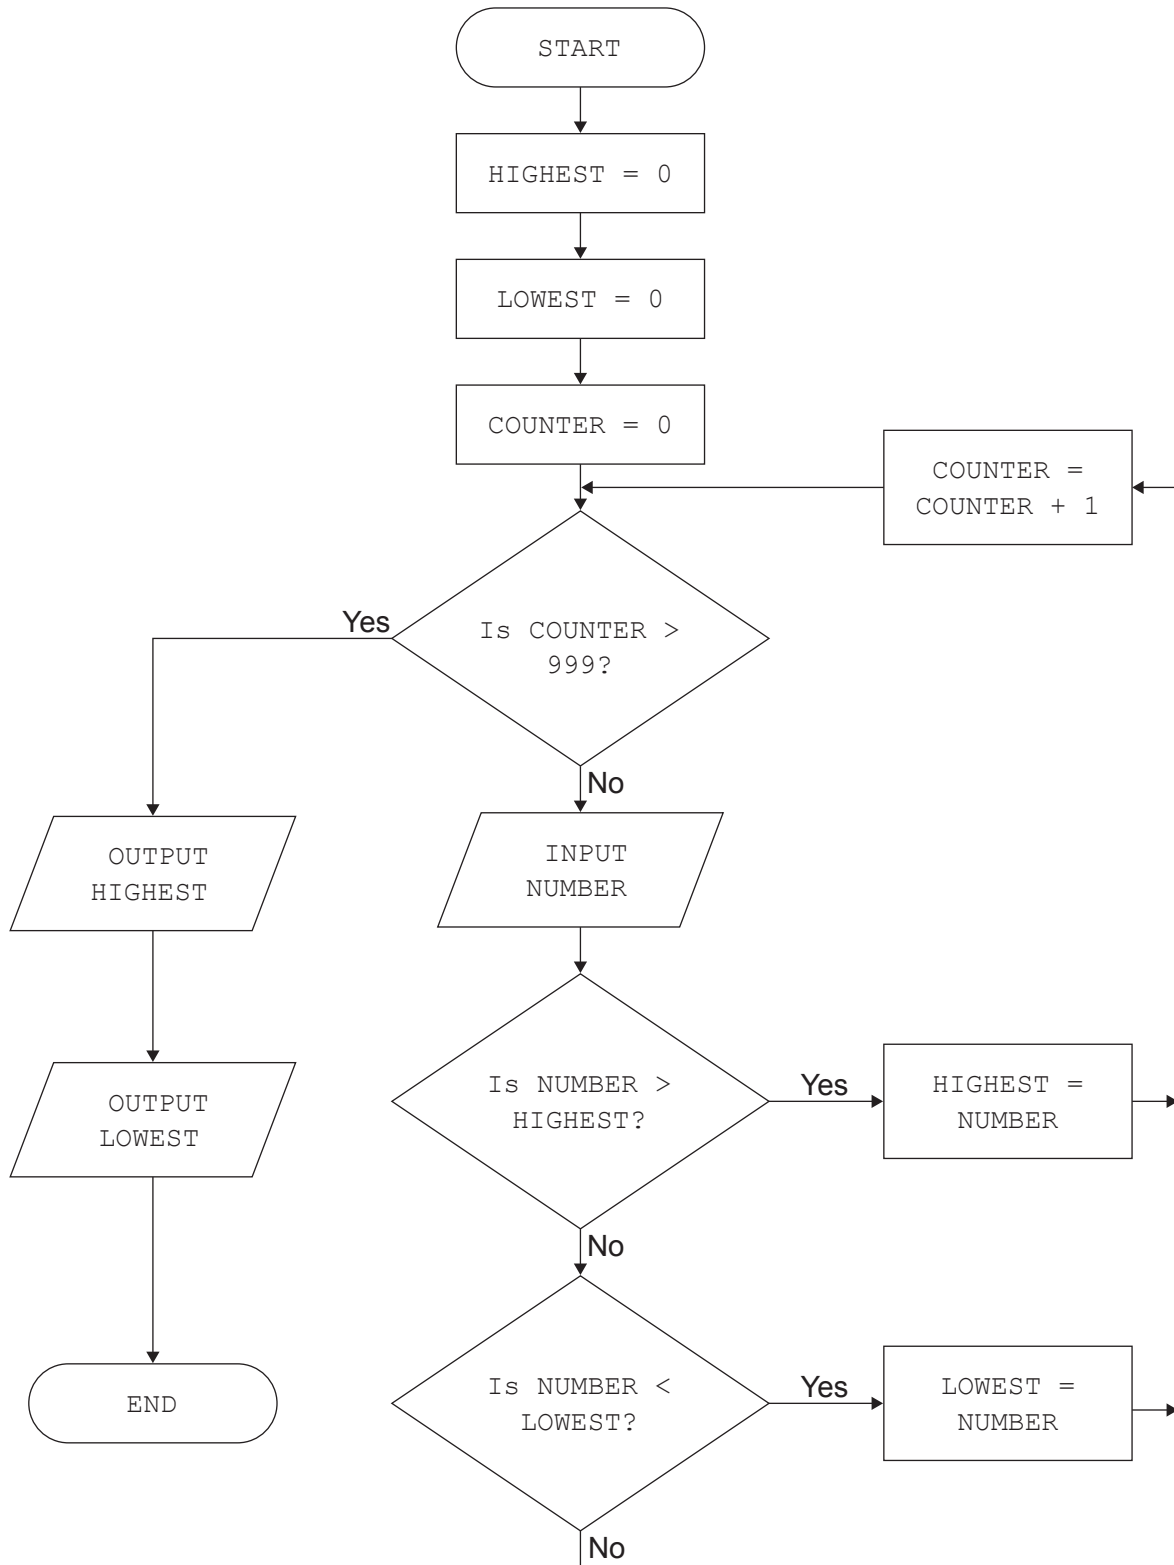 START
HIGHEST = 0
LOWEST = 0
COUNTER = 0
COUNTER =
COUNTER + 1
Is COUNTER >
999?
Yes
No
OUTPUT
HIGHEST
INPUT
NUMBER
OUTPUT
LOWEST
Is NUMBER >
HIGHEST?
Yes
HIGHEST =
NUMBER
No
END
Is NUMBER <
LOWEST?
Yes
LOWEST =
NUMBER
No